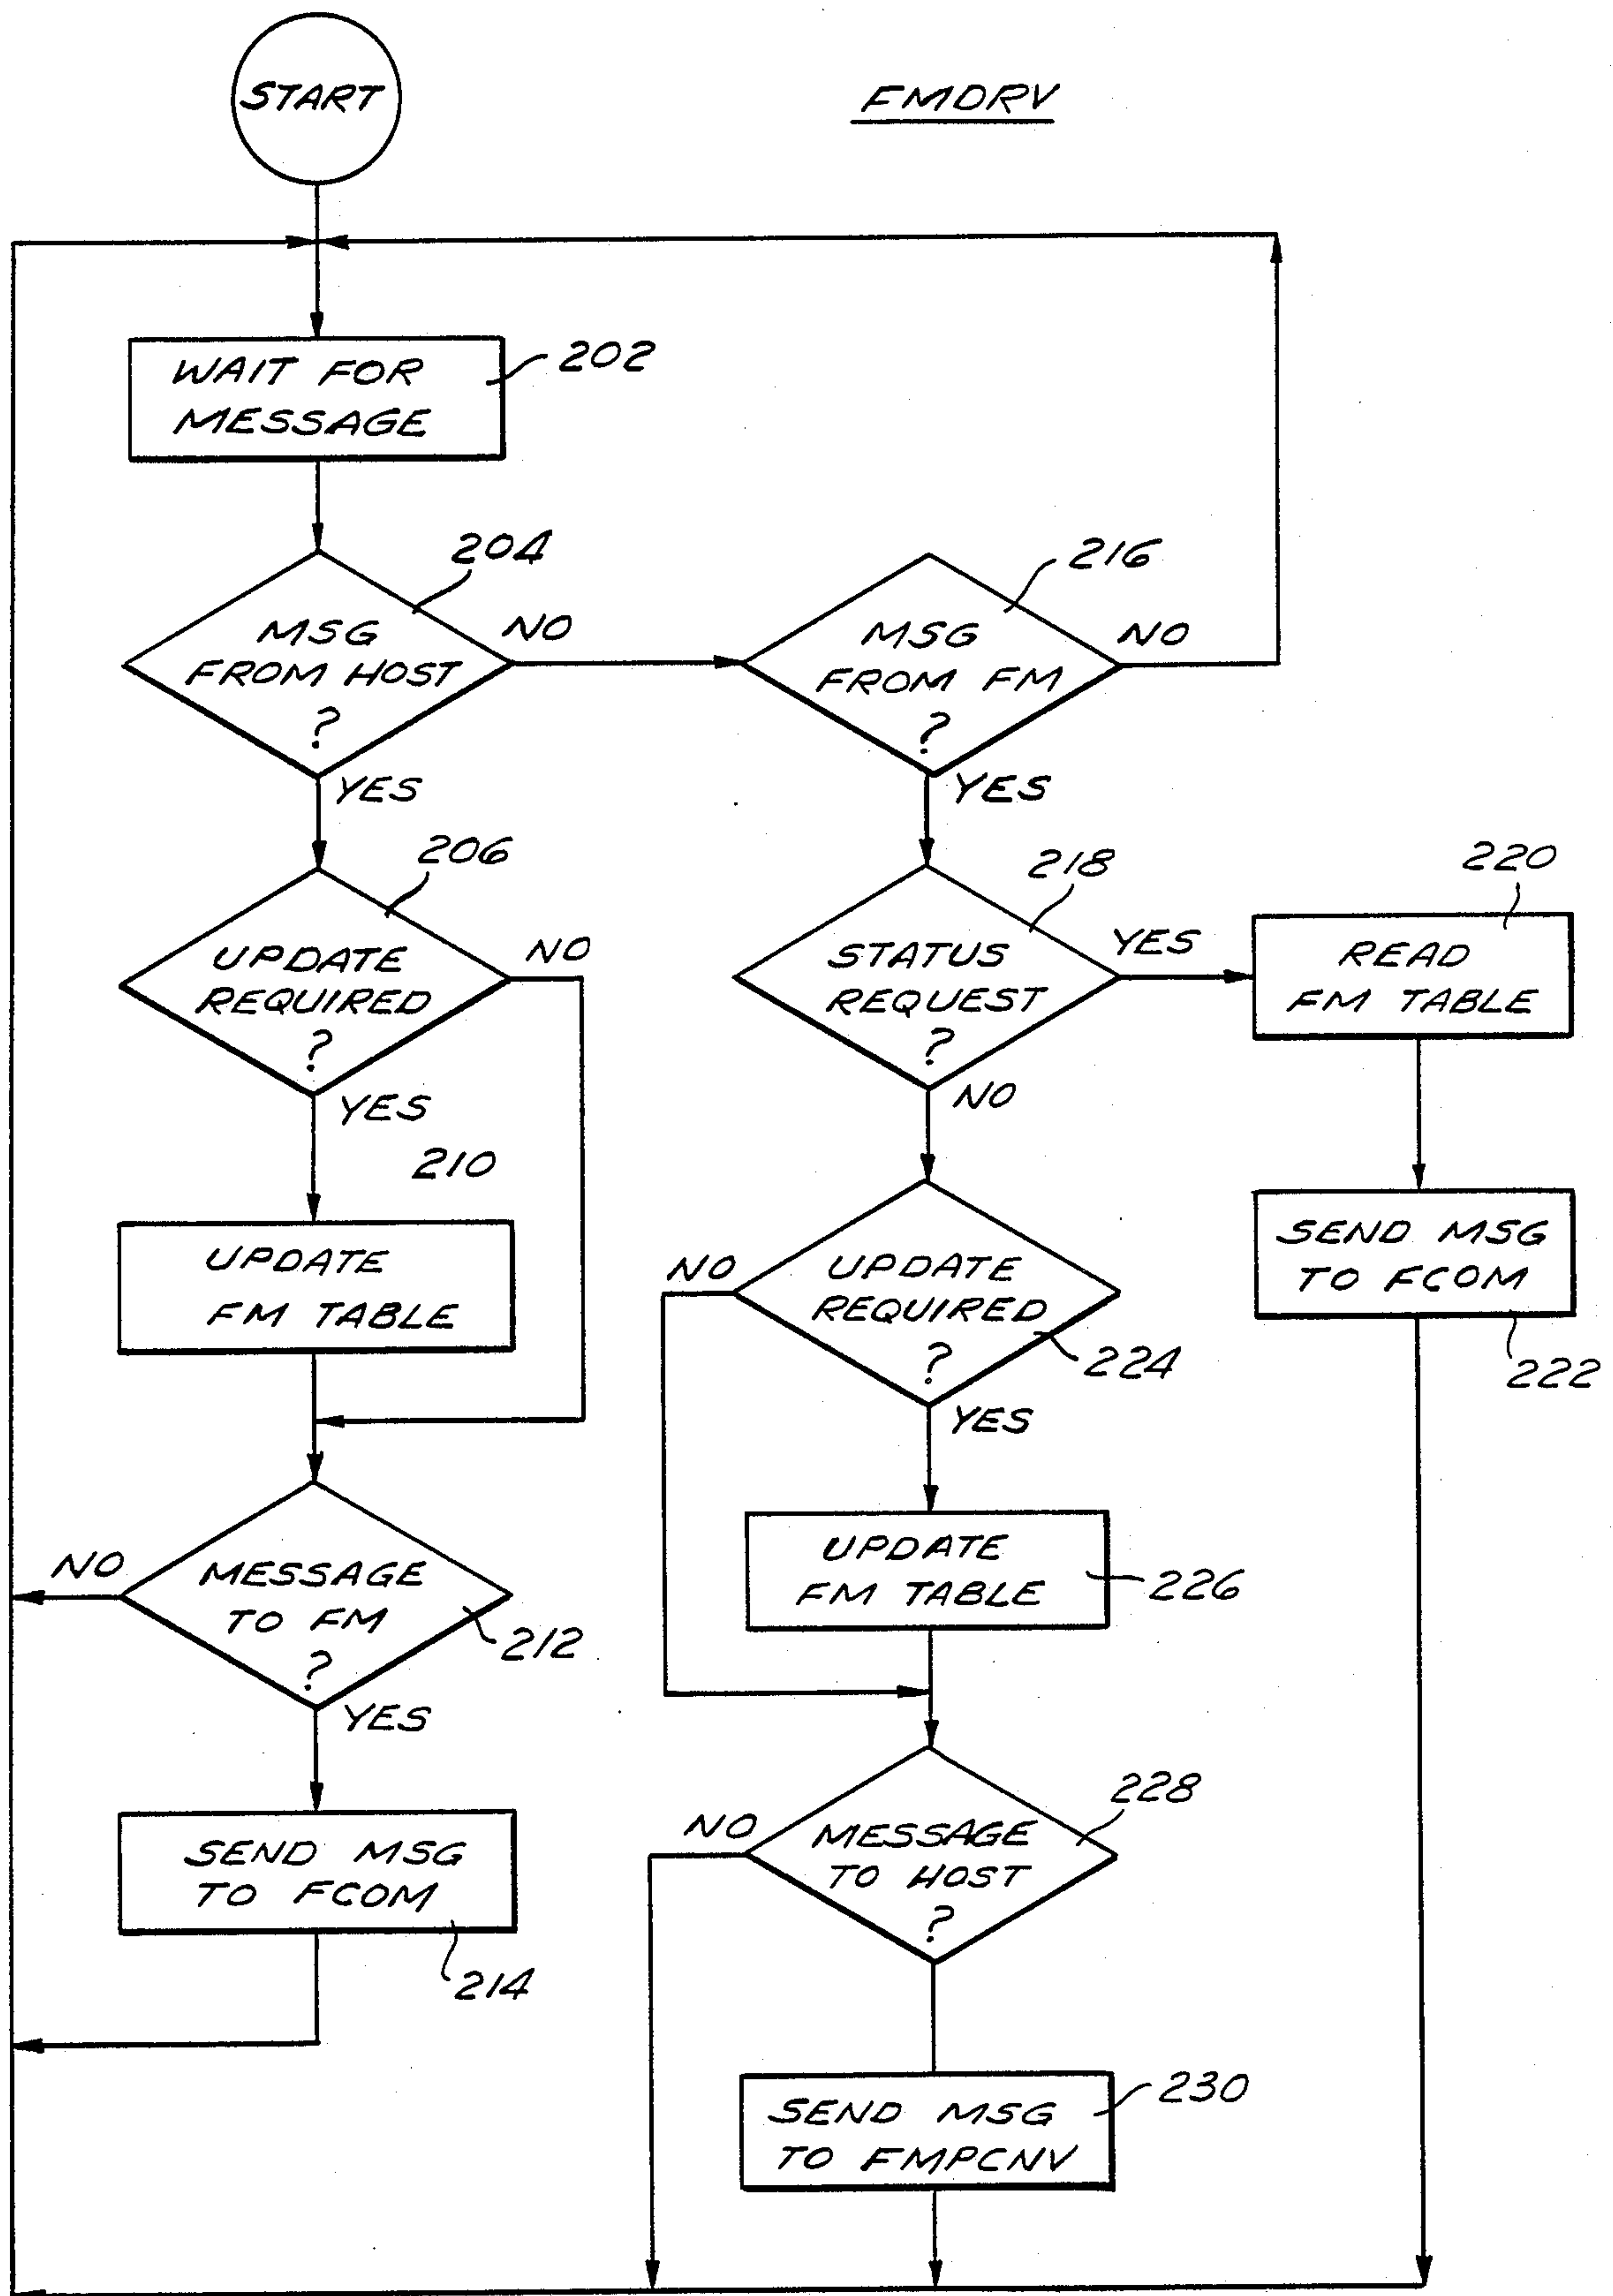 START
FMDRV
WAIT FOR
MESSAGE
202
204
MSG
FROM HOST
?
NO
YES
216
MSG
FROM FM
?
NO
YES
206
UPDATE
REQUIRED
?
NO
YES
218
STATUS
REQUEST
?
YES
NO
220
READ
FM TABLE
210
UPDATE
FM TABLE
NO
UPDATE
REQUIRED
?
224
YES
SEND MSG
TO FCOM
222
NO
MESSAGE
TO FM
?
212
YES
UPDATE
FM TABLE
226
SEND MSG
TO FCOM
214
NO
228
MESSAGE
TO HOST
?
230
SEND MSG
TO FMPCNV